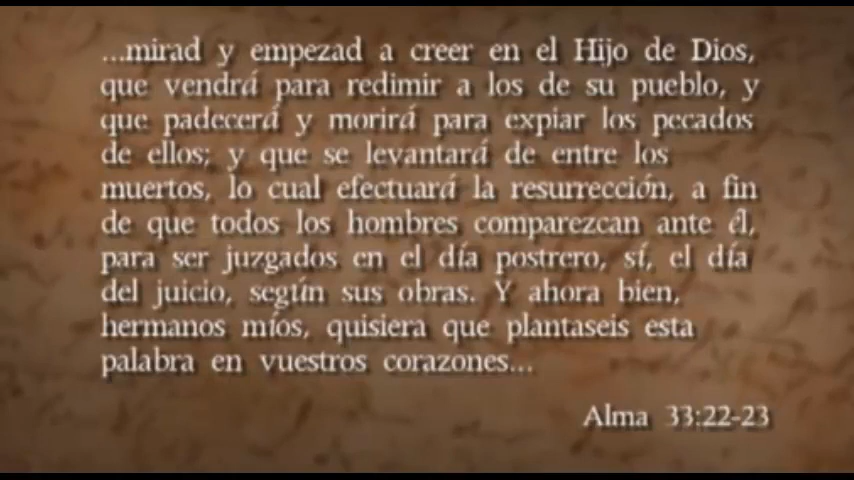 ...mirad y empezad a creer en el Hijo de Dios,
que vendrá para redimir a los de su pueblo, y
que padecerá y morirá para expiar los pecados
de ellos; y que se levantará de entre los
muertos, lo cual efectuará la resurrección, a fin
de que todos los hombres comparezcan ante él,
para ser juzgados en el día postrero, sí, el día
del juicio, según sus obras. Y ahora bien,
hermanos míos, quisiera que plantaseis esta
palabra en vuestros corazones...
Alma 33:22-23